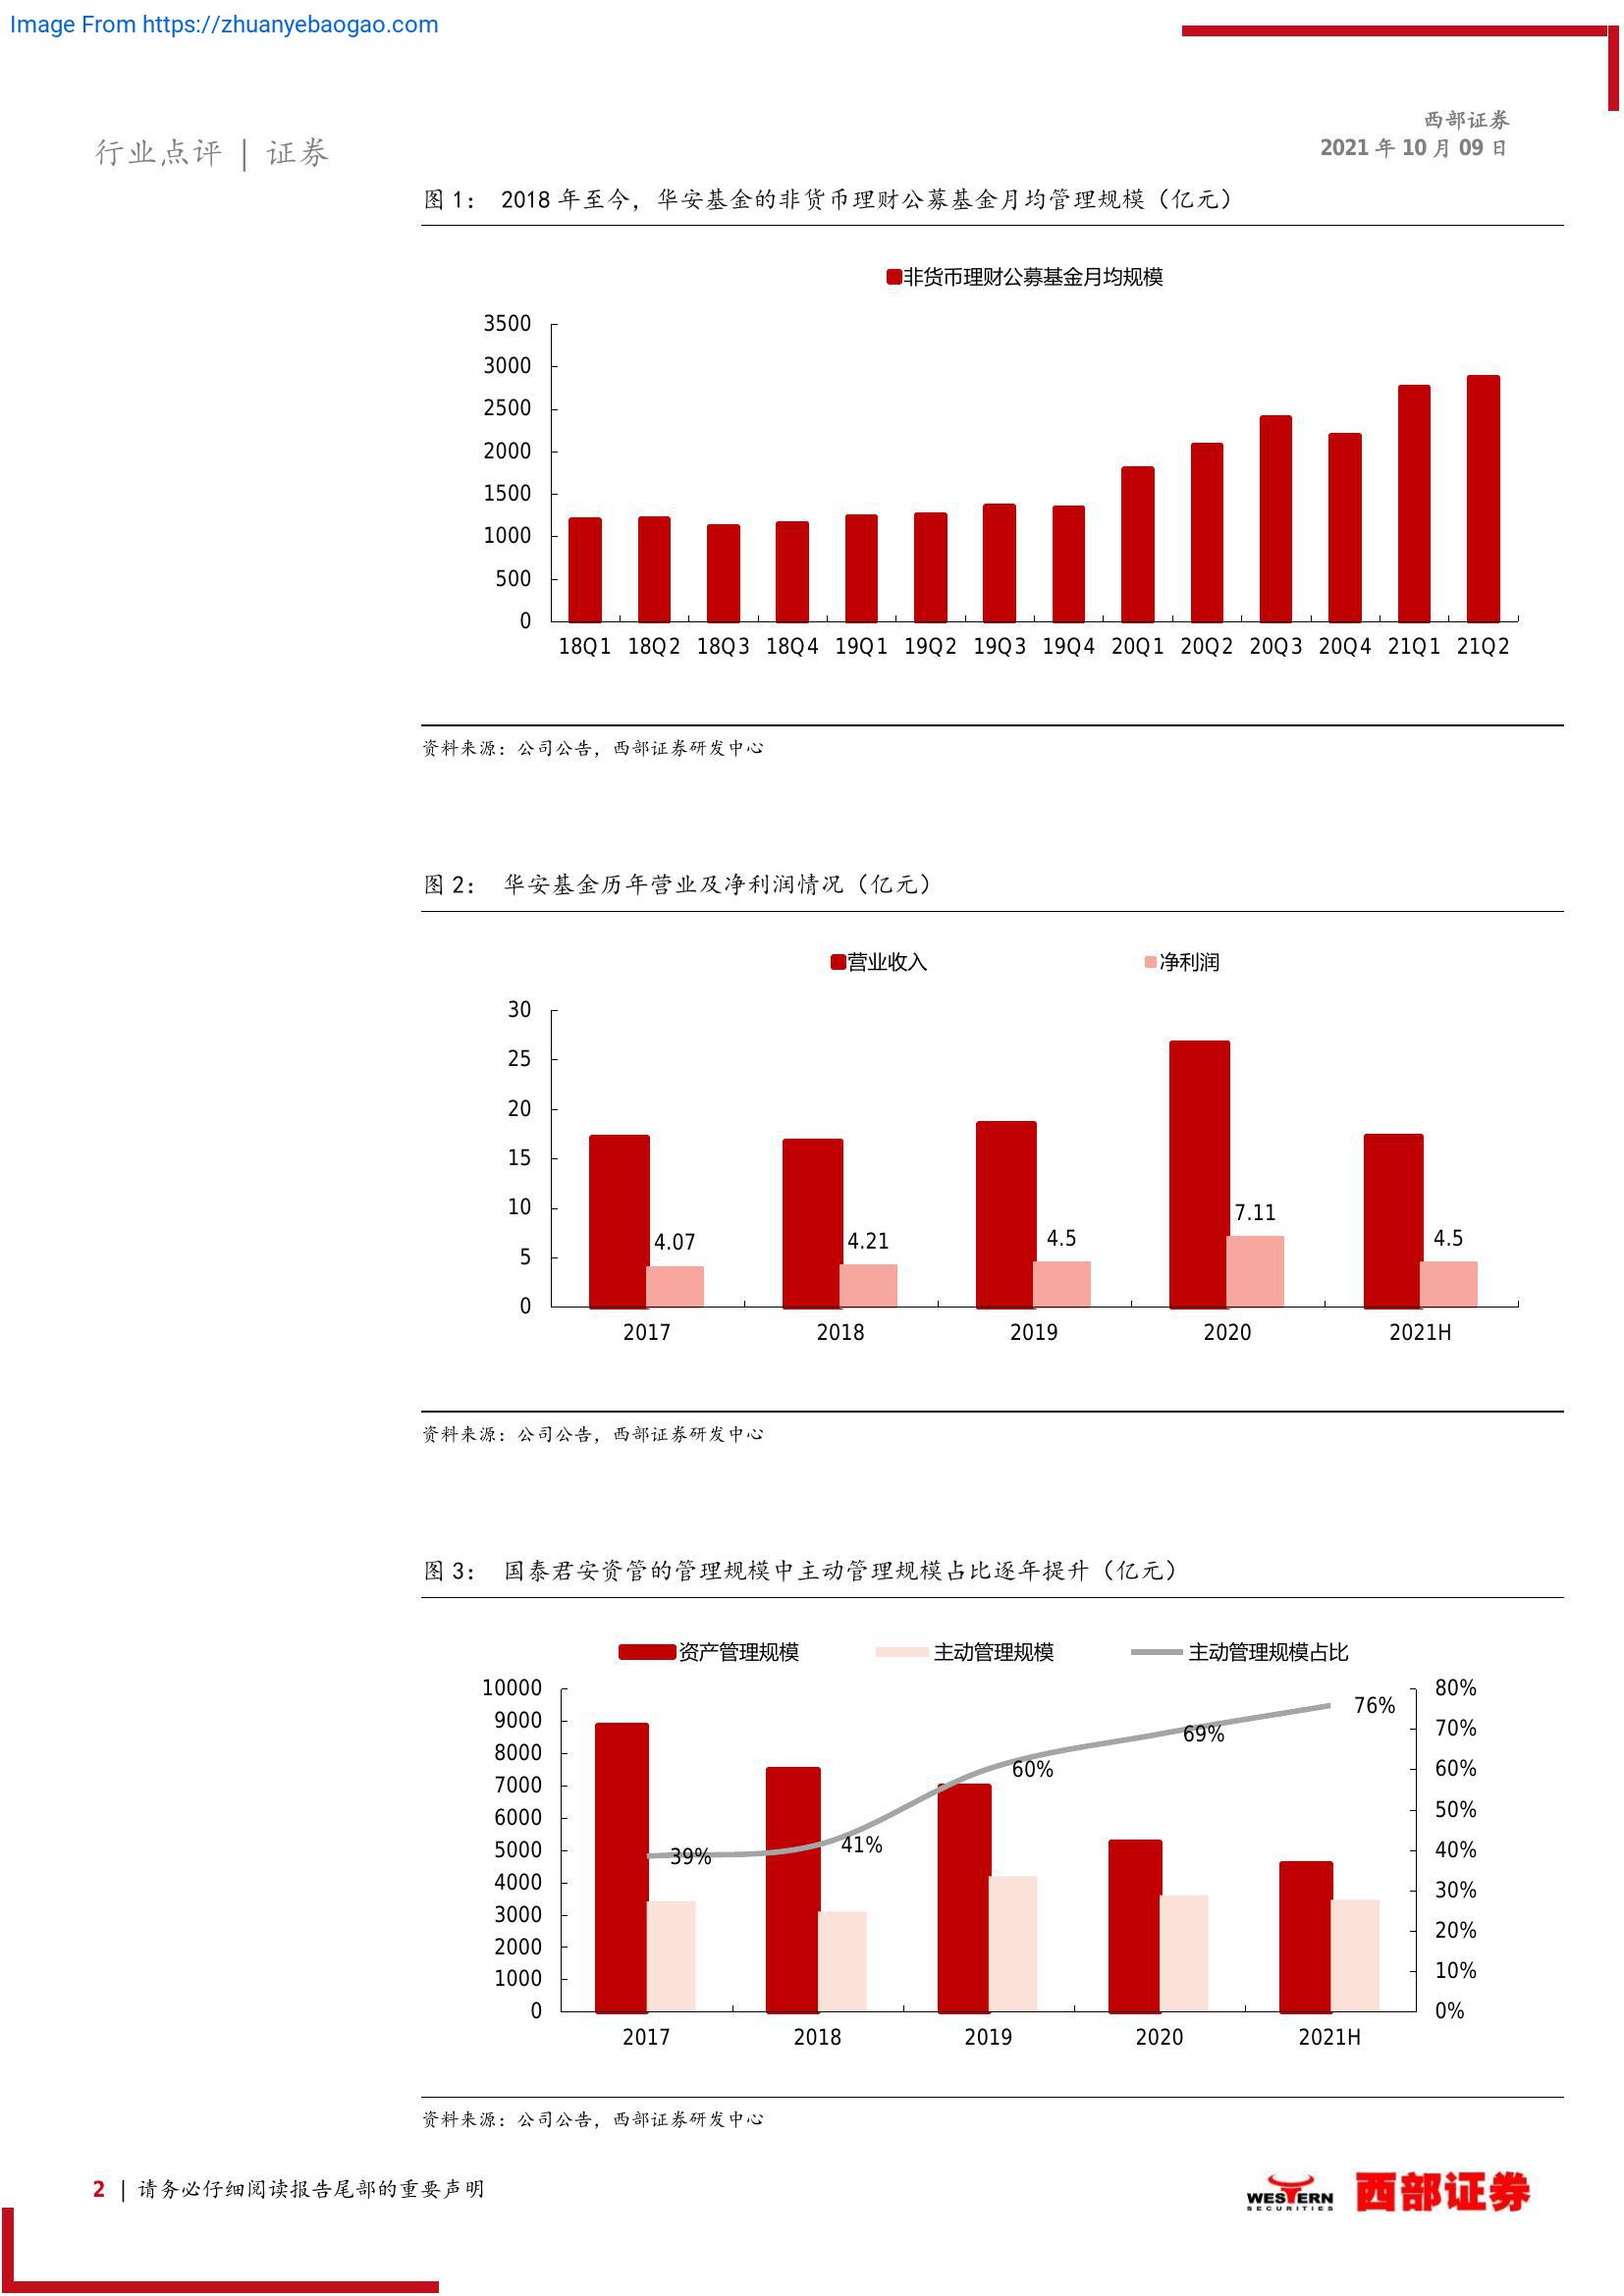 Image From https://zhuanyebaogao.com
行业点评 | 证券
西部证券
2021 年 10 月 09 日
图 1： 2018 年至今，华安基金的非货币理财公募基金月均管理规模（亿元）
非货币理财公募基金月均规模
3500
3000
2500
2000
1500
1000
500
0
18Q1 18Q2 18Q3 18Q4 19Q1 19Q2 19Q3 19Q4 20Q1 20Q2 20Q3 20Q4 21Q1 21Q2
资料来源：公司公告，西部证券研发中心
图 2： 华安基金历年营业及净利润情况（亿元）
营业收入 净利润
30
25
20
15
10
5
0
4.07 4.21 4.5 7.11 4.5
2017 2018 2019 2020 2021H
资料来源：公司公告，西部证券研发中心
图 3： 国泰君安资管的管理规模中主动管理规模占比逐年提升（亿元）
资产管理规模 主动管理规模 主动管理规模占比
10000
9000
8000
7000
6000
5000
4000
3000
2000
1000
0
39% 41% 60% 69% 76%
80%
70%
60%
50%
40%
30%
20%
10%
0%
2017 2018 2019 2020 2021H
资料来源：公司公告，西部证券研发中心
2 | 请务必仔细阅读报告尾部的重要声明
WESTERN
SECURITIES
西部证券